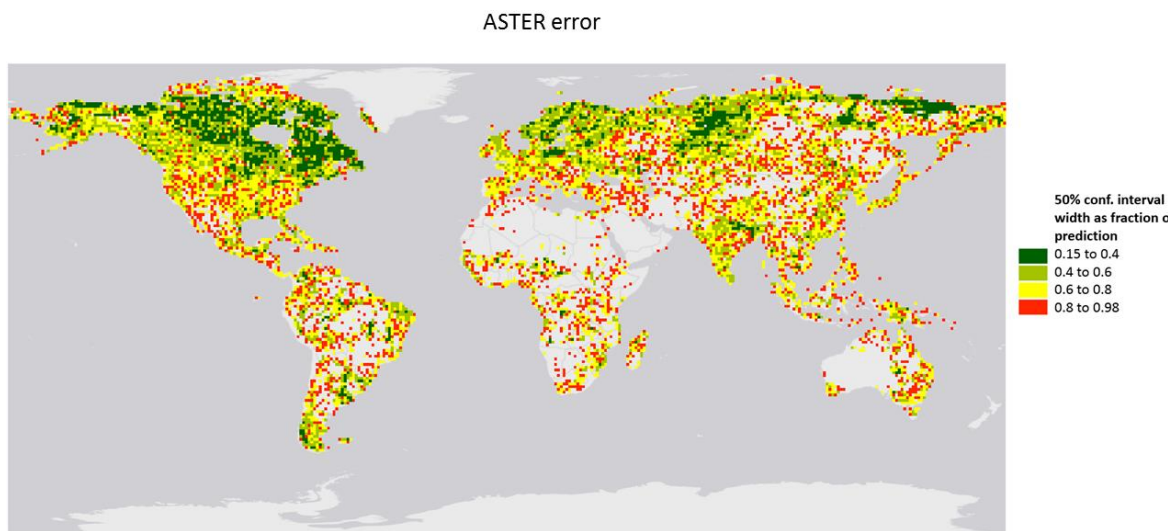 ASTER error
50% conf. interval
width as fraction o
prediction
0.15 to 0.4
0.4 to 0.6
0.6 to 0.8
0.8 to 0.98